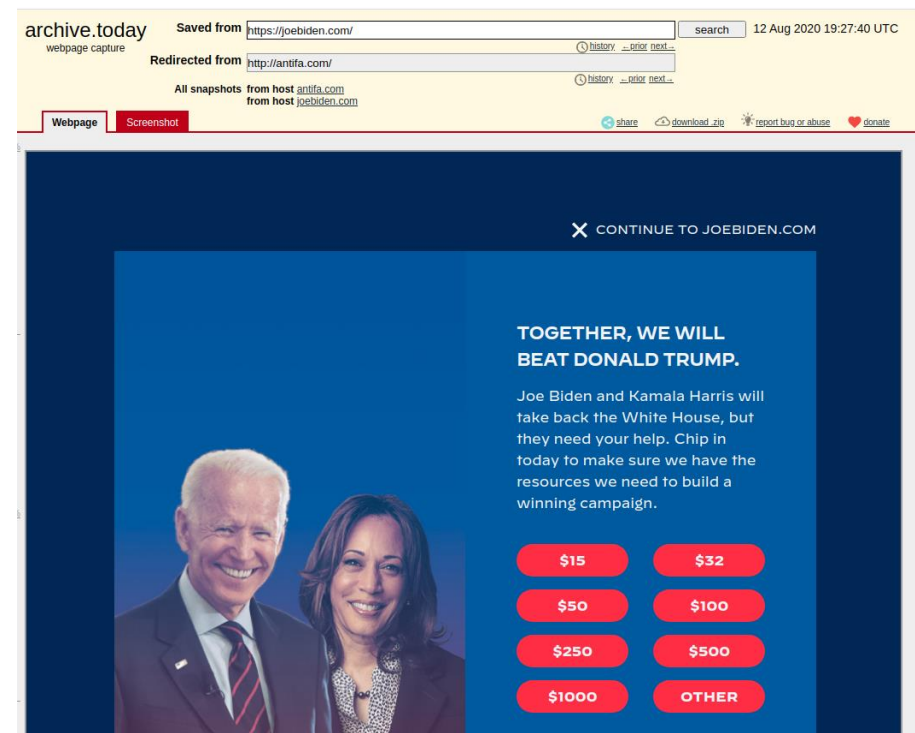 archive.today
webpage capture
Saved from https://joebiden.com/ search 12 Aug 2020 19:27:40 UTC
history ←prior next→
Redirected from http://antifa.com/
history ←prior next→
All snapshots from host antifa.com
from host joebiden.com
Webpage Screenshot share download .zip report bug or abuse donate
CONTINUE TO JOEBIDEN.COM
TOGETHER, WE WILL
BEAT DONALD TRUMP.
Joe Biden and Kamala Harris will
take back the White House, but
they need your help. Chip in
today to make sure we have the
resources we need to build a
winning campaign.
$15 $32
$50 $100
$250 $500
$1000 OTHER